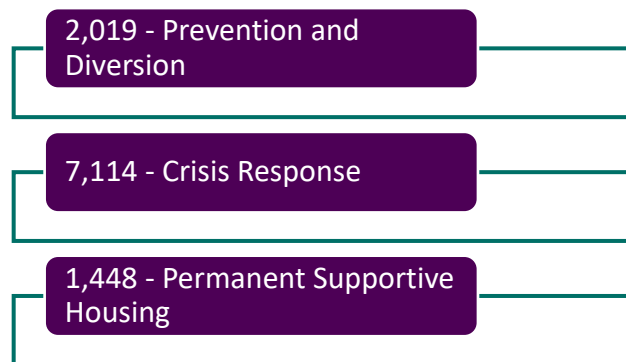 2,019 - Prevention and
Diversion
7,114 - Crisis Response
1,448 - Permanent Supportive
Housing